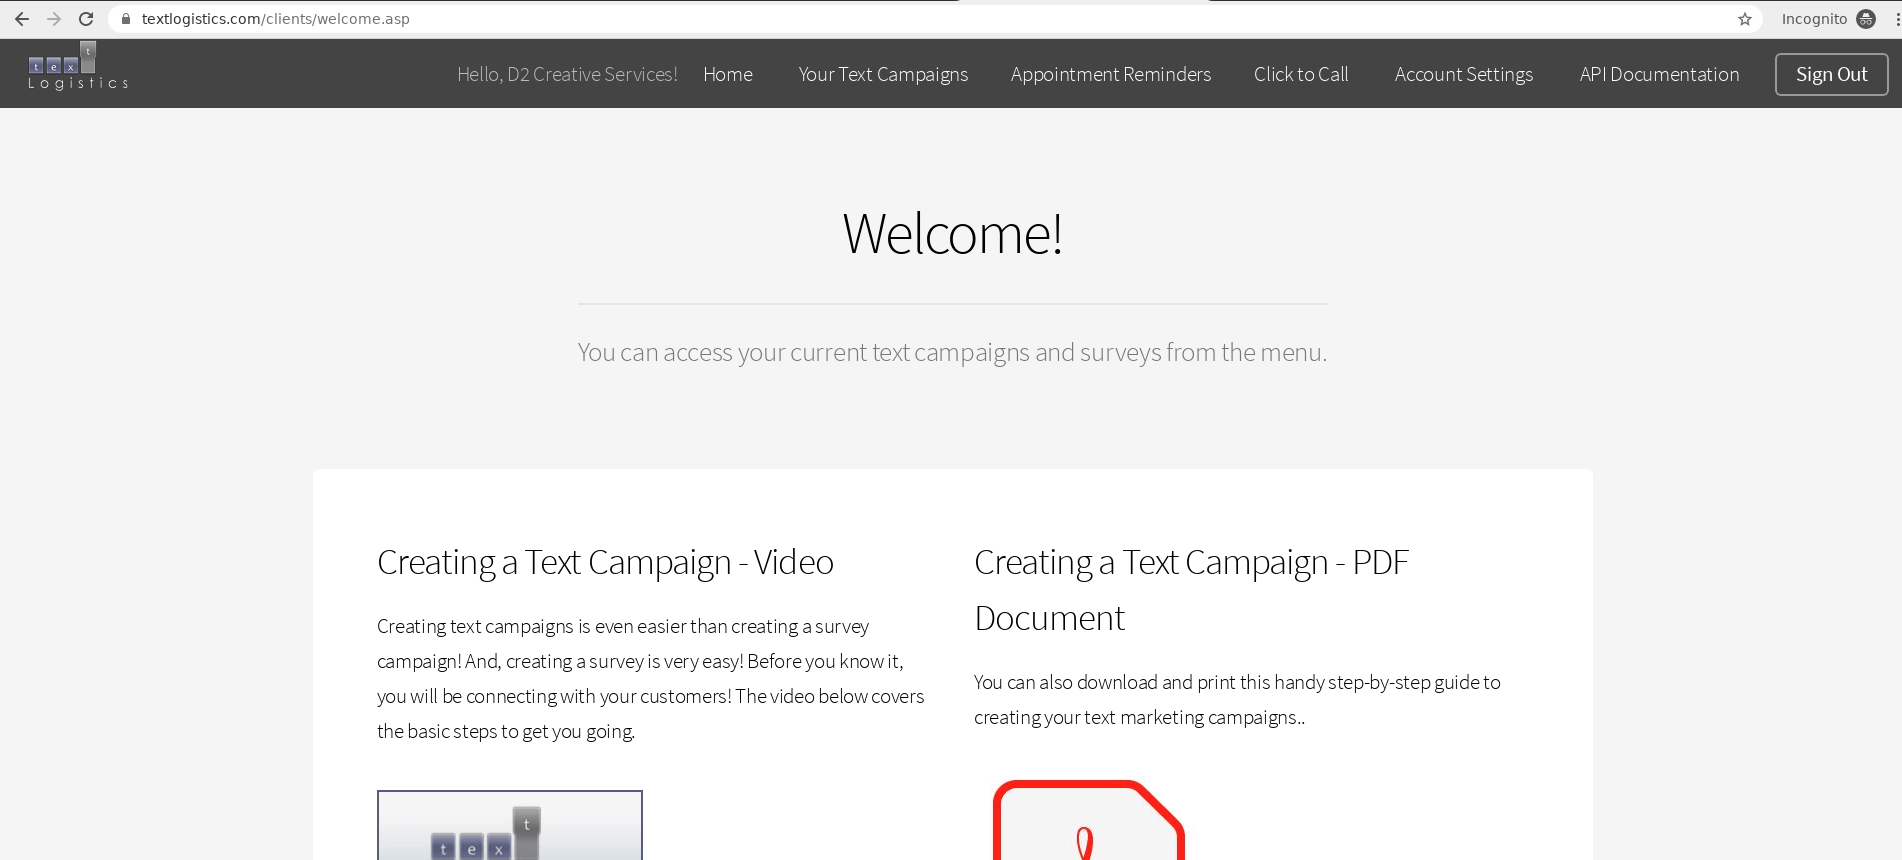 textlogistics.com/clients/welcome.asp
Incognito
text
Logistics
Hello, D2 Creative Services! Home Your Text Campaigns Appointment Reminders Click to Call Account Settings API Documentation Sign Out
Welcome!
You can access your current text campaigns and surveys from the menu.
Creating a Text Campaign - Video
Creating text campaigns is even easier than creating a survey
campaign! And, creating a survey is very easy! Before you know it,
you will be connecting with your customers! The video below covers
the basic steps to get you going.
text
Creating a Text Campaign - PDF
Document
You can also download and print this handy step-by-step guide to
creating your text marketing campaigns..